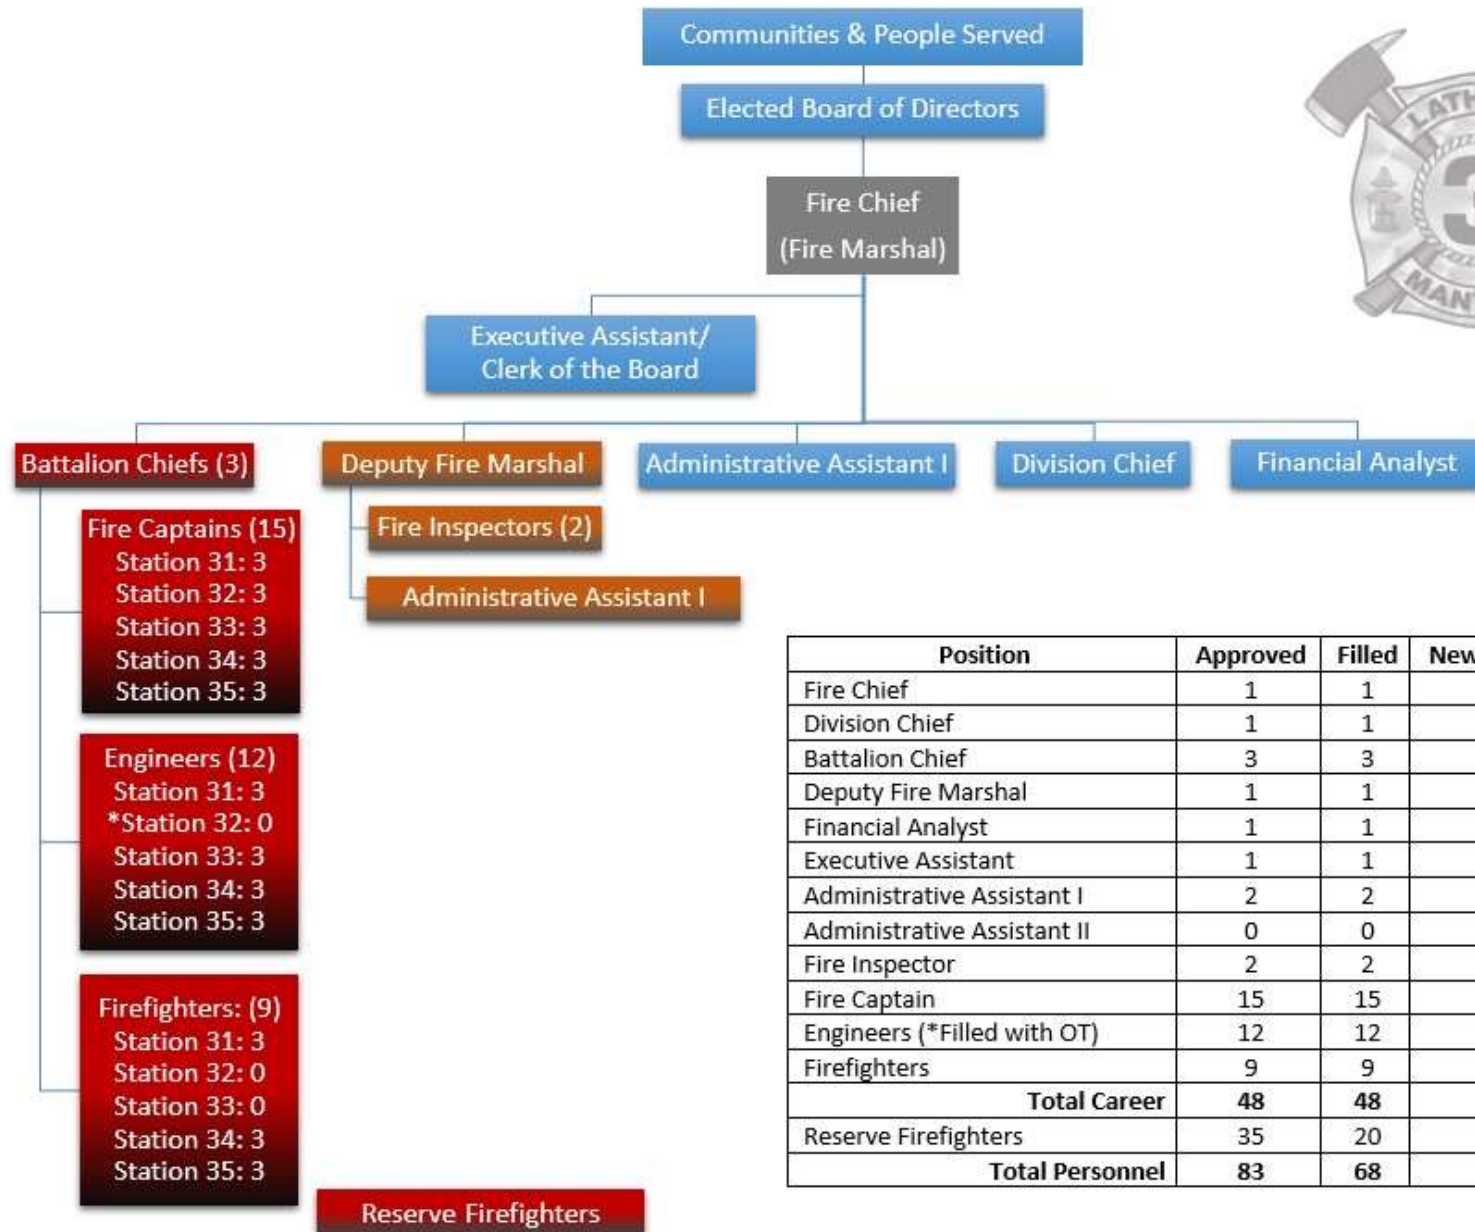 Communities & People Served
Elected Board of Directors
Fire Chief
(Fire Marshal)
Executive Assistant/
Clerk of the Board
Battalion Chiefs (3)
Deputy Fire Marshal
Administrative Assistant I
Division Chief
Financial Analyst
Fire Captains (15)
Station 31: 3
Station 32: 3
Station 33: 3
Station 34: 3
Station 35: 3
Fire Inspectors (2)
Administrative Assistant I
Engineers (12)
Station 31: 3
*Station 32: 0
Station 33: 3
Station 34: 3
Station 35: 3
Firefighters: (9)
Station 31: 3
Station 32: 0
Station 33: 0
Station 34: 3
Station 35: 3
Reserve Firefighters
Position Approved Filled New
Fire Chief 1 1
Division Chief 1 1
Battalion Chief 3 3
Deputy Fire Marshal 1 1
Financial Analyst 1 1
Executive Assistant 1 1
Administrative Assistant I 2 2
Administrative Assistant II 0 0
Fire Inspector 2 2
Fire Captain 15 15
Engineers (*Filled with OT) 12 12
Firefighters 9 9
Total Career 48 48
Reserve Firefighters 35 20
Total Personnel 83 68